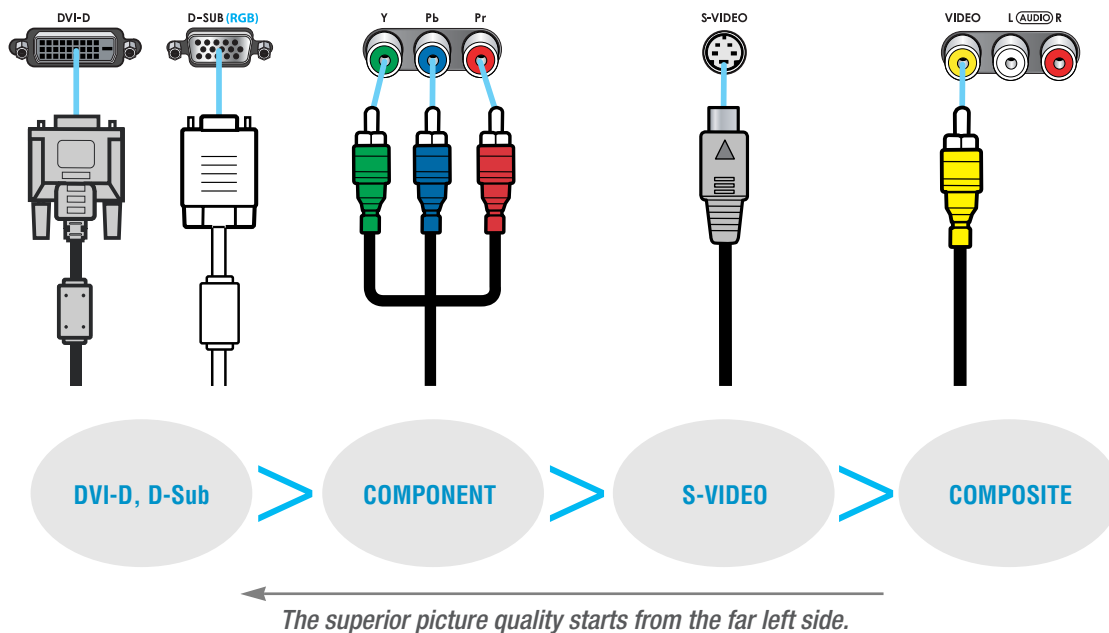 DVI-D
D-SUB (RGB)
Y Pb Pr
S-VIDEO
VIDEO L AUDIO R
DVI-D, D-Sub > COMPONENT > S-VIDEO > COMPOSITE
The superior picture quality starts from the far left side.